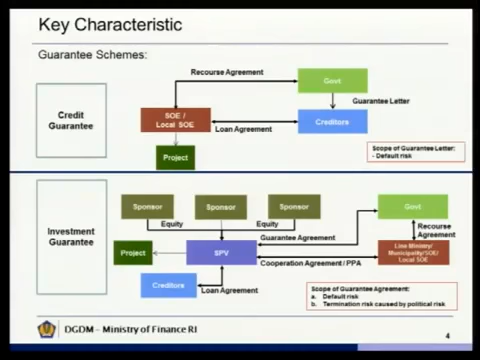 Key Characteristic
Guarantee Schemes:
Recourse Agreement
Govt
Guarantee Letter
Credit
Guarantee
SOE /
Local SOE
Loan Agreement
Creditors
Project
Scope of Guarantee Letter:
- Default risk
Sponsor
Sponsor
Sponsor
Govt
Equity
Equity
Guarantee Agreement
Recourse
Agreement
Investment
Guarantee
Project
SPV
Line Ministry/
Municipality/SOE/
Local SOE
Cooperation Agreement / PPA
Creditors
Loan Agreement
Scope of Guarantee Agreement:
a. Default risk
b. Termination risk caused by political risk
DGDM – Ministry of Finance RI
4